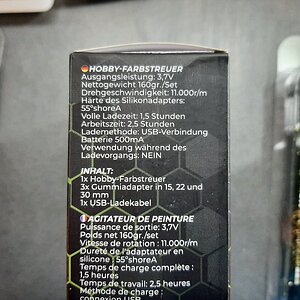 HOBBY-FARBSTREUER
Ausgangsleistung: 3,7V
Nettogewicht 160gr./Set
Drehgeschwindigkeit: 11.000r/m
Härte des Silikonadapters:
55°shoreA
Volle Ladezeit: 1,5 Stunden
Arbeitszeit: 2,5 Stunden
Lademethode: USB-Verbindung
Batterie 500mA
Verwendung während des
Ladevorgangs: NEIN
INHALT:
1x Hobby-Farbstreuer
3x Gummiadapter in 15, 22 und
30 mm
1x USB-Ladekabel
AGITATEUR DE PEINTURE
Puissance de sortie: 3,7V
Poids net 160gr./set
Vitesse de rotation : 11.000r/m
Dureté de l'adaptateur en
silicone : 55°shoreA
Temps de charge complète :
1,5 heures
Temps de travail : 2,5 heures
Méthode de charge :
connexion USB